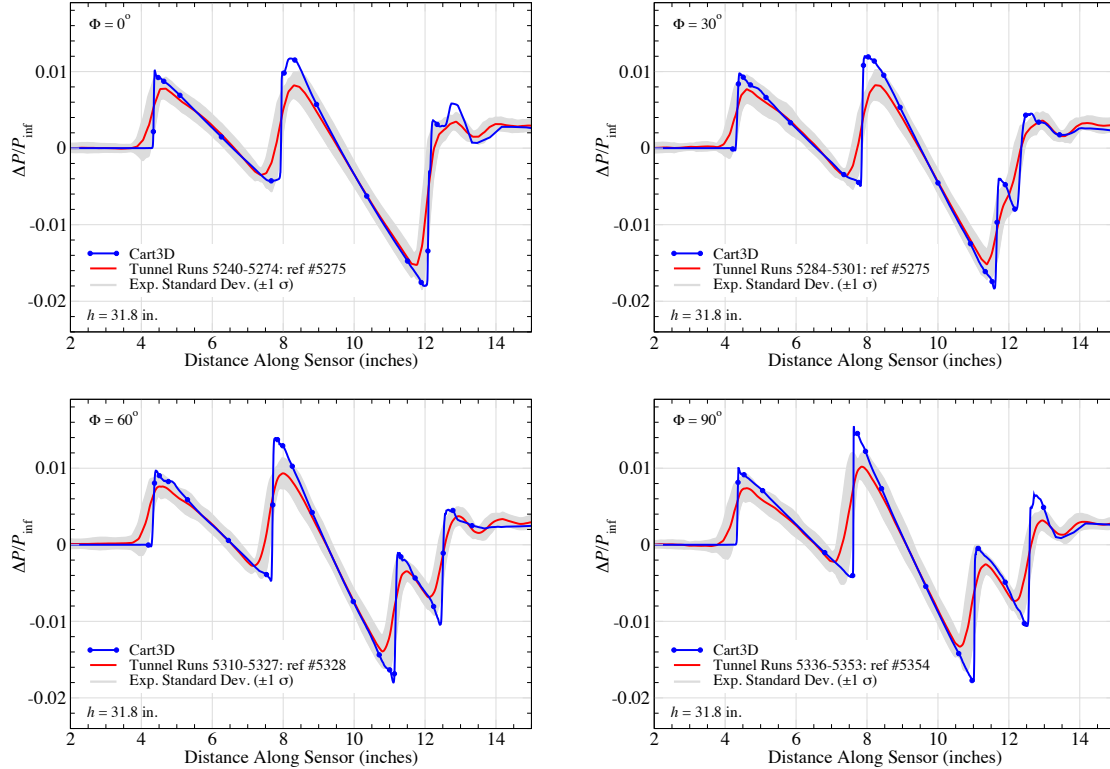 Φ=0°
0.01
0
-0.01
-0.02
ΔP/P_inf
Cart3D
Tunnel Runs 5240-5274: ref #5275
Exp. Standard Dev. (±1 σ)
h = 31.8 in.
2 4 6 8 10 12 14
Distance Along Sensor (inches)
Φ=30°
0.01
0
-0.01
-0.02
ΔP/P_inf
Cart3D
Tunnel Runs 5284-5301: ref #5275
Exp. Standard Dev. (±1 σ)
h = 31.8 in.
2 4 6 8 10 12 14
Distance Along Sensor (inches)
Φ=60°
0.01
0
-0.01
-0.02
ΔP/P_inf
Cart3D
Tunnel Runs 5310-5327: ref #5328
Exp. Standard Dev. (±1 σ)
h = 31.8 in.
2 4 6 8 10 12 14
Distance Along Sensor (inches)
Φ=90°
0.01
0
-0.01
-0.02
ΔP/P_inf
Cart3D
Tunnel Runs 5336-5353: ref #5354
Exp. Standard Dev. (±1 σ)
h = 31.8 in.
2 4 6 8 10 12 14
Distance Along Sensor (inches)